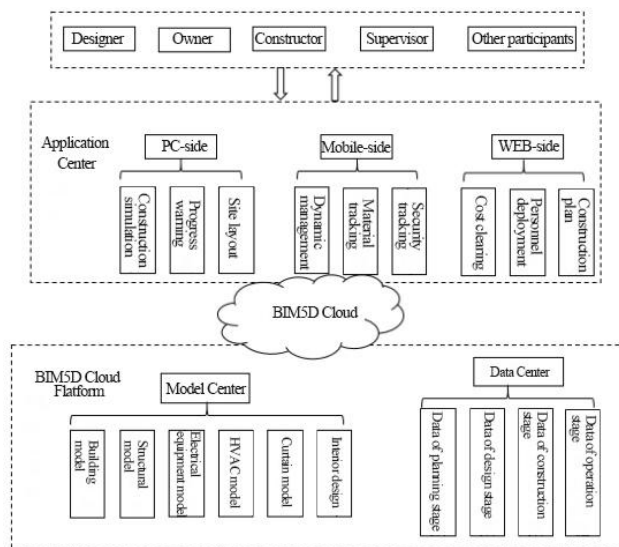 Designer
Owner
Constructor
Supervisor
Other participants
Application
Center
PC-side
Mobile-side
WEB-side
Construction
simulation
Progress
warning
Site layout
Dynamic
management
Material
tracking
Security
tracking
Cost clearing
Personnel
deployment
Construction
plan
BIM5D Cloud
BIM5D Cloud
Flatform
Model Center
Data Center
Building
model
Structural
model
Electrical
equipment model
HVAC model
Curtain model
Interior design
Data of planning
stage
Data of design
stage
Data of construction
stage
Data of operation
stage